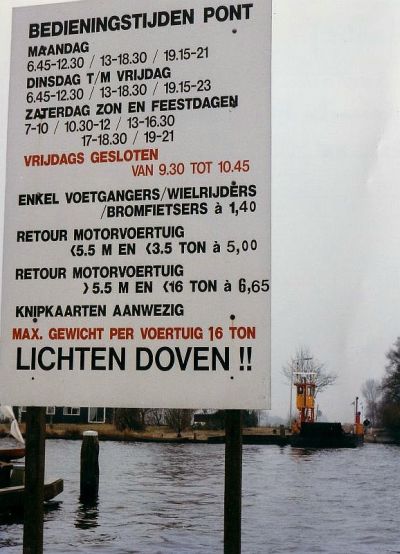 BEDIENINGSTIJDEN PONT
MAANDAG
6.45-12.30 / 13-18.30 / 19.15-21
DINSDAG T/M VRIJDAG
6.45-12.30 / 13-18.30 / 19.15-23
ZATERDAG ZON EN FEESTDAGEN
7-10 / 10.30-12 / 13-16.30
17-18.30 / 19-21
VRIJDAGS GESLOTEN
VAN 9.30 TOT 10.45
ENKEL VOETGANGERS/WIELRIJDERS
/BROMFIETSERS à 1,40
RETOUR MOTORVOERTUIG
<5.5 M EN <3.5 TON à 5,00
RETOUR MOTORVOERTUIG
>5.5 M EN <16 TON à 6,65
KNIPKAARTEN AANWEZIG
MAX. GEWICHT PER VOERTUIG 16 TON
LICHTEN DOVEN !!